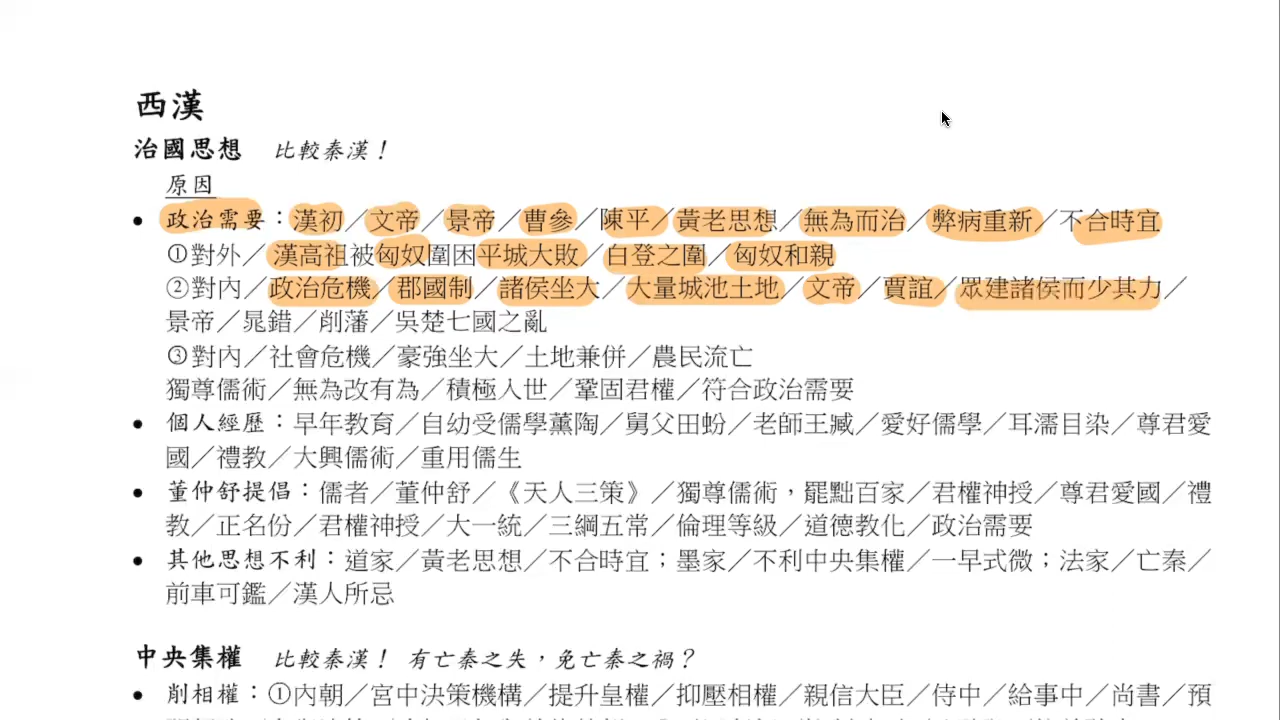 西漢
治國思想 比較秦漢！
原因
• 政治需要：漢初／文帝／景帝／曹參／陳平／黃老思想／無為而治／弊病重新／不合時宜
①對外／漢高祖被匈奴圍困平城大敗／白登之圍／匈奴和親
②對內／政治危機／郡國制／諸侯坐大／大量城池土地／文帝／賈誼／眾建諸侯而少其力／
景帝／晁錯／削藩／吳楚七國之亂
③對內／社會危機／豪強坐大／土地兼併／農民流亡
獨尊儒術／無為改有為／積極入世／鞏固君權／符合政治需要
• 個人經歷：早年教育／自幼受儒學薰陶／舅父田蚡／老師王臧／愛好儒學／耳濡目染／尊君愛
國／禮教／大興儒術／重用儒生
• 董仲舒提倡：儒者／董仲舒／《天人三策》／獨尊儒術，罷黜百家／君權神授／尊君愛國／禮
教／正名份／君權神授／大一統／三綱五常／倫理等級／道德教化／政治需要
• 其他思想不利：道家／黃老思想／不合時宜；墨家／不利中央集權／一早式微；法家／亡秦／
前車可鑑／漢人所忌
中央集權 比較秦漢！ 有亡秦之失，免亡秦之禍？
• 削相權：①內朝／宮中決策機構／提升皇權／抑壓相權／親信大臣／侍中／給事中／尚書／預